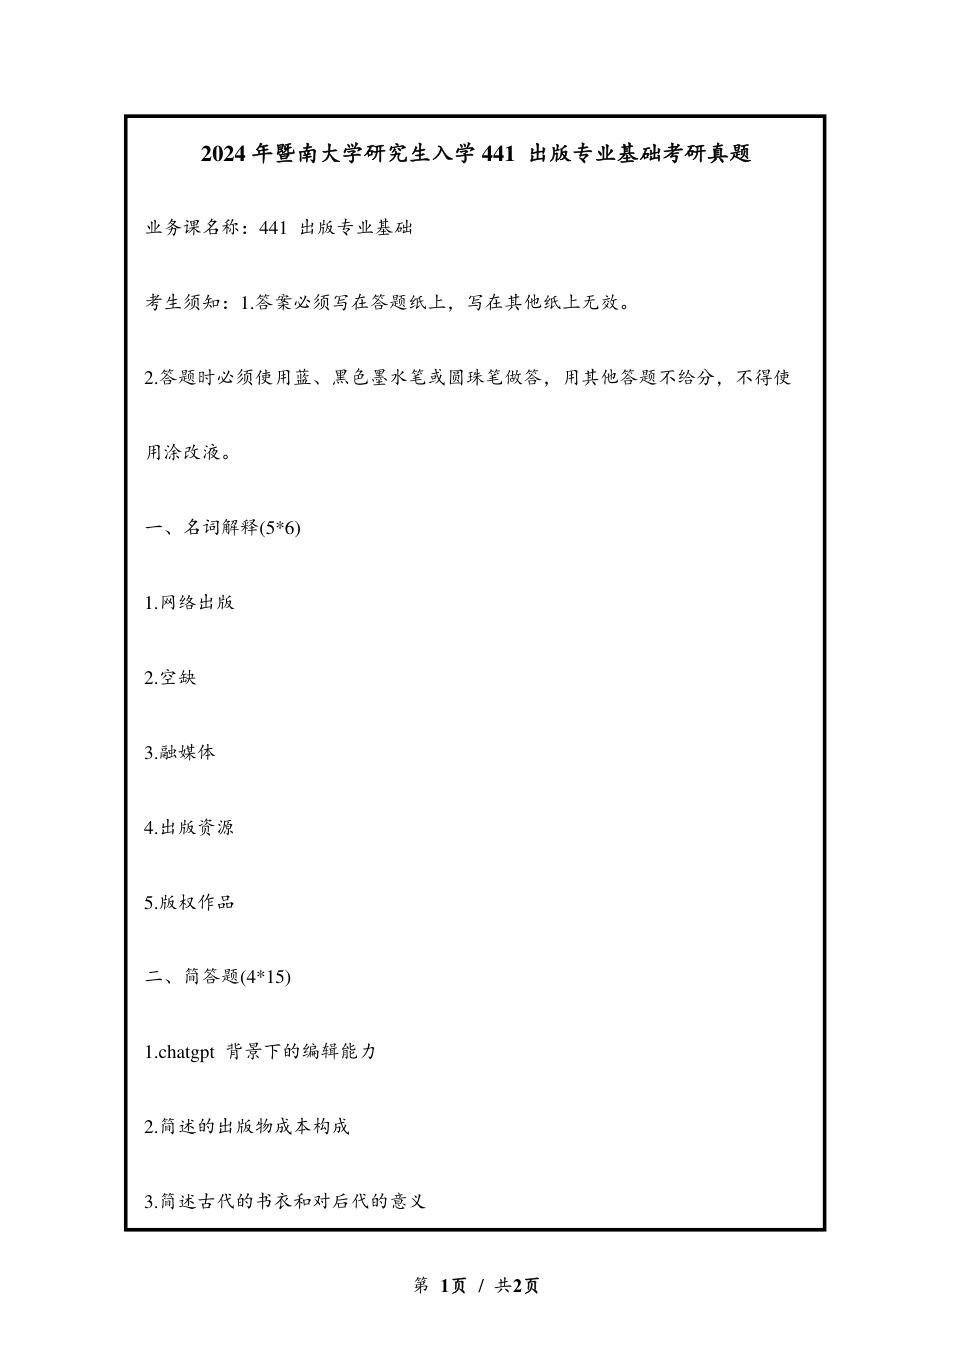 2024 年暨南大学研究生入学 441 出版专业基础考研真题
业务课名称：441 出版专业基础
考生须知：1.答案必须写在答题纸上，写在其他纸上无效。
2.答题时必须使用蓝、黑色墨水笔或圆珠笔做答，用其他答题不给分，不得使
用涂改液。
一、名词解释(5*6)
1.网络出版
2.空缺
3.融媒体
4.出版资源
5.版权作品
二、简答题(4*15)
1.chatgpt 背景下的编辑能力
2.简述的出版物成本构成
3.简述古代的书衣和对后代的意义
第 1页 / 共2页